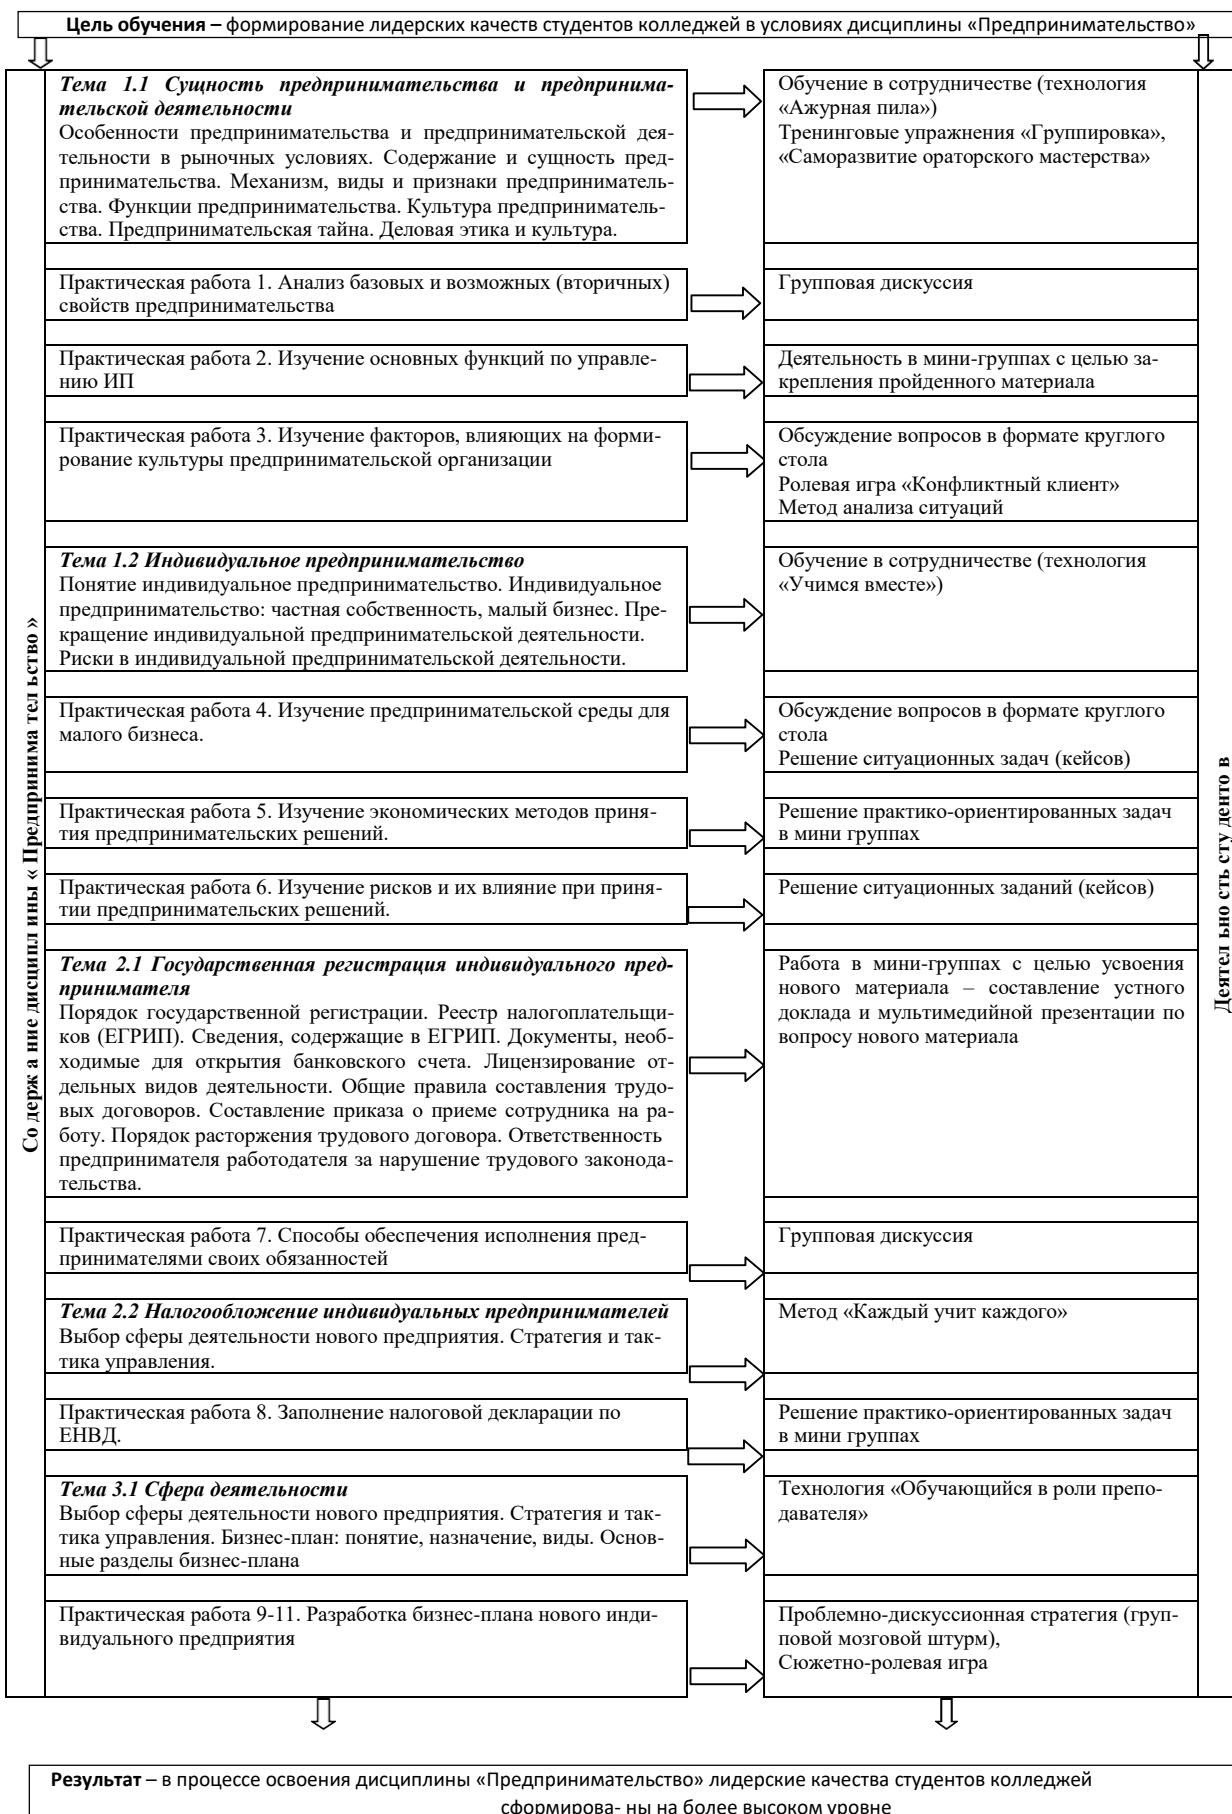 Цель обучения – формирование лидерских качеств студентов колледжей в условиях дисциплины «Предпринимательство»
Со держ а ние дисципл ины « Предпринима тел ьство »
Тема 1.1 Сущность предпринимательства и предпринима-
тельской деятельности
Особенности предпринимательства и предпринимательской дея-
тельности в рыночных условиях. Содержание и сущность пред-
принимательства. Механизм, виды и признаки предприниматель-
ства. Функции предпринимательства. Культура предприниматель-
ства. Предпринимательская тайна. Деловая этика и культура.
Обучение в сотрудничестве (технология
«Ажурная пила»)
Тренинговые упражнения «Группировка»,
«Саморазвитие ораторского мастерства»
Практическая работа 1. Анализ базовых и возможных (вторичных)
свойств предпринимательства
Групповая дискуссия
Практическая работа 2. Изучение основных функций по управле-
нию ИП
Деятельность в мини-группах с целью за-
крепления пройденного материала
Практическая работа 3. Изучение факторов, влияющих на форми-
рование культуры предпринимательской организации
Обсуждение вопросов в формате круглого
стола
Ролевая игра «Конфликтный клиент»
Метод анализа ситуаций
Тема 1.2 Индивидуальное предпринимательство
Понятие индивидуальное предпринимательство. Индивидуальное
предпринимательство: частная собственность, малый бизнес. Пре-
кращение индивидуальной предпринимательской деятельности.
Риски в индивидуальной предпринимательской деятельности.
Обучение в сотрудничестве (технология
«Учимся вместе»)
Практическая работа 4. Изучение предпринимательской среды для
малого бизнеса.
Обсуждение вопросов в формате круглого
стола
Решение ситуационных задач (кейсов)
Практическая работа 5. Изучение экономических методов приня-
тия предпринимательских решений.
Решение практико-ориентированных задач
в мини группах
Практическая работа 6. Изучение рисков и их влияние при приня-
тии предпринимательских решений.
Решение ситуационных заданий (кейсов)
Тема 2.1 Государственная регистрация индивидуального пред-
принимателя
Порядок государственной регистрации. Реестр налогоплательщи-
ков (ЕГРИП). Сведения, содержащие в ЕГРИП. Документы, необ-
ходимые для открытия банковского счета. Лицензирование от-
дельных видов деятельности. Общие правила составления трудо-
вых договоров. Составление приказа о приеме сотрудника на ра-
боту. Порядок расторжения трудового договора. Ответственность
предпринимателя работодателя за нарушение трудового законода-
тельства.
Работа в мини-группах с целью усвоения
нового материала – составление устного
доклада и мультимедийной презентации по
вопросу нового материала
Практическая работа 7. Способы обеспечения исполнения пред-
принимателями своих обязанностей
Групповая дискуссия
Тема 2.2 Налогообложение индивидуальных предпринимателей
Выбор сферы деятельности нового предприятия. Стратегия и так-
тика управления.
Метод «Каждый учит каждого»
Практическая работа 8. Заполнение налоговой декларации по
ЕНВД.
Решение практико-ориентированных задач
в мини группах
Тема 3.1 Сфера деятельности
Выбор сферы деятельности нового предприятия. Стратегия и так-
тика управления. Бизнес-план: понятие, назначение, виды. Основ-
ные разделы бизнес-плана
Технология «Обучающийся в роли препо-
давателя»
Практическая работа 9-11. Разработка бизнес-плана нового инди-
видуального предприятия
Проблемно-дискуссионная стратегия (груп-
повой мозговой штурм),
Сюжетно-ролевая игра
Деятел ьно сть сту денто в
Результат – в процессе освоения дисциплины «Предпринимательство» лидерские качества студентов колледжей
сформирова- ны на более высоком уровне